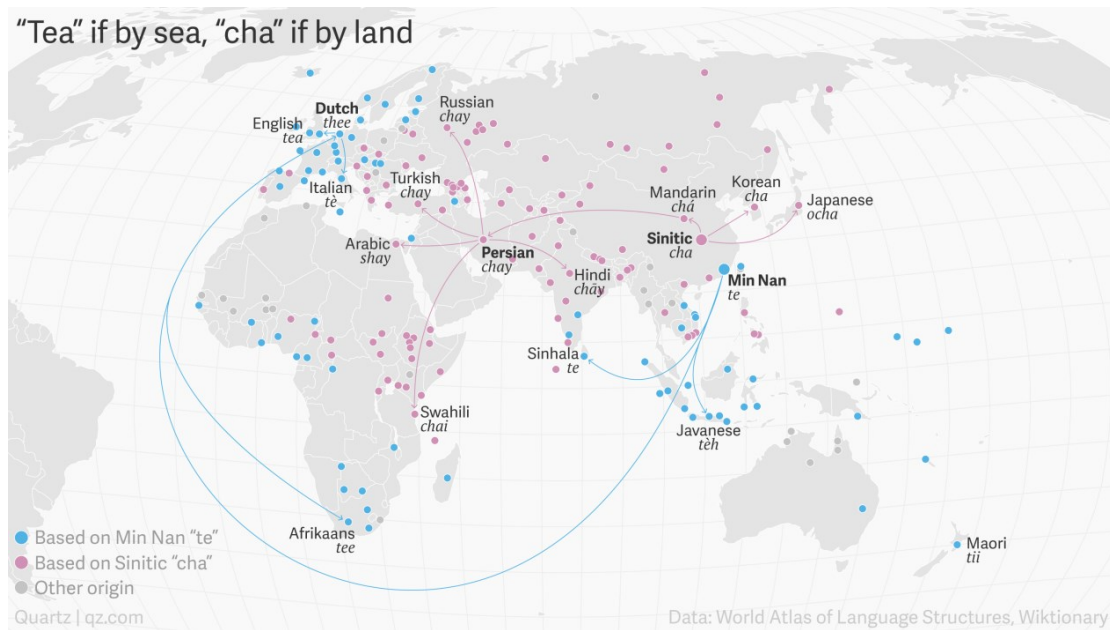 “Tea” if by sea, “cha” if by land
Dutch
thee
English
tea
Russian
chay
Italian
tè
Turkish
chay
Arabic
shay
Persian
chay
Hindi
chāy
Mandarin
chá
Korean
cha
Japanese
ocha
Sinitic
cha
Min Nan
te
Sinhala
te
Swahili
chai
Javanese
tèh
Afrikaans
tee
Maori
tii
Based on Min Nan “te”
Based on Sinitic “cha”
Other origin
Quartz | qz.com
Data: World Atlas of Language Structures, Wiktionary